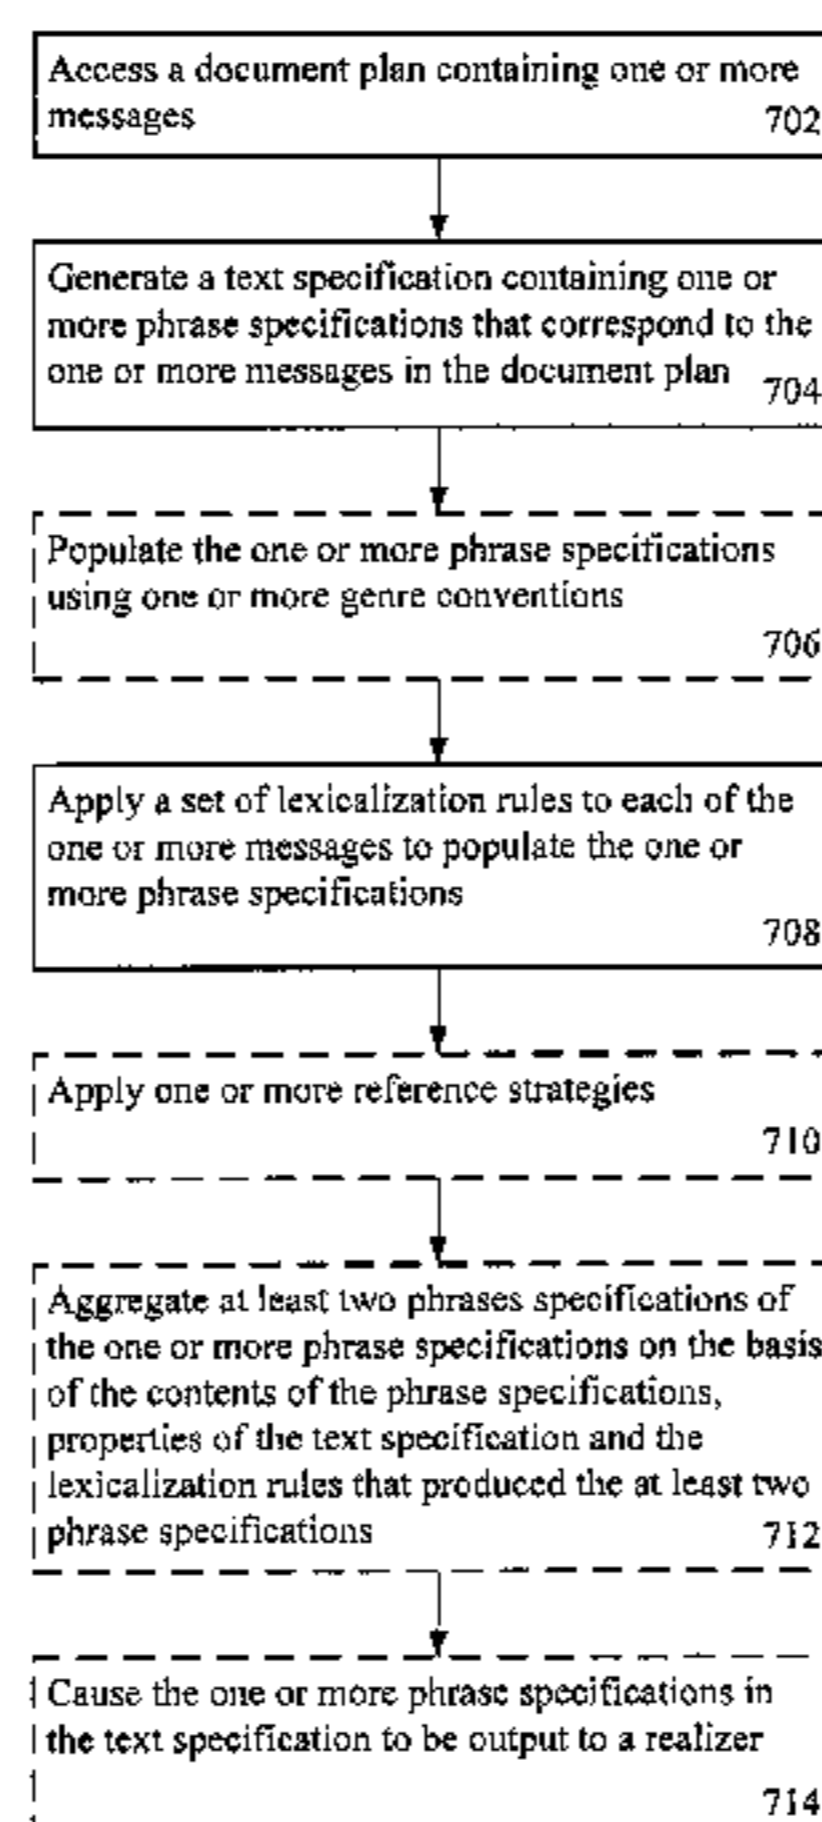 Access a document plan containing one or more
messages
702
Generate a text specification containing one or
more phrase specifications that correspond to the
one or more messages in the document plan
704
Populate the one or more phrase specifications
using one or more genre conventions
706
Apply a set of lexicalization rules to each of the
one or more messages to populate the one or
more phrase specifications
708
Apply one or more reference strategies
710
Aggregate at least two phrases specifications of
the one or more phrase specifications on the basis
of the contents of the phrase specifications,
properties of the text specification and the
lexicalization rules that produced the at least two
phrase specifications
712
Cause the one or more phrase specifications in
the text specification to be output to a realizer
714